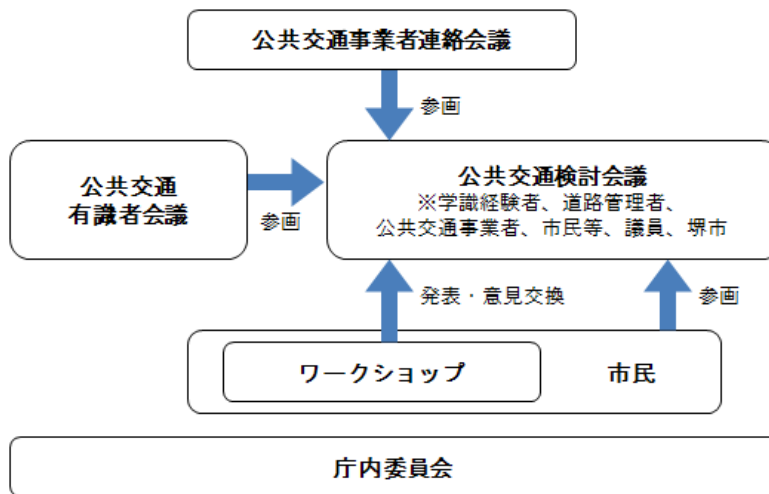 公共交通事業者連絡会議
参画
公共交通
有識者会議
参画
公共交通検討会議
※学識経験者、道路管理者、
公共交通事業者、市民等、議員、堺市
発表・意見交換
参画
ワークショップ
市民
庁内委員会